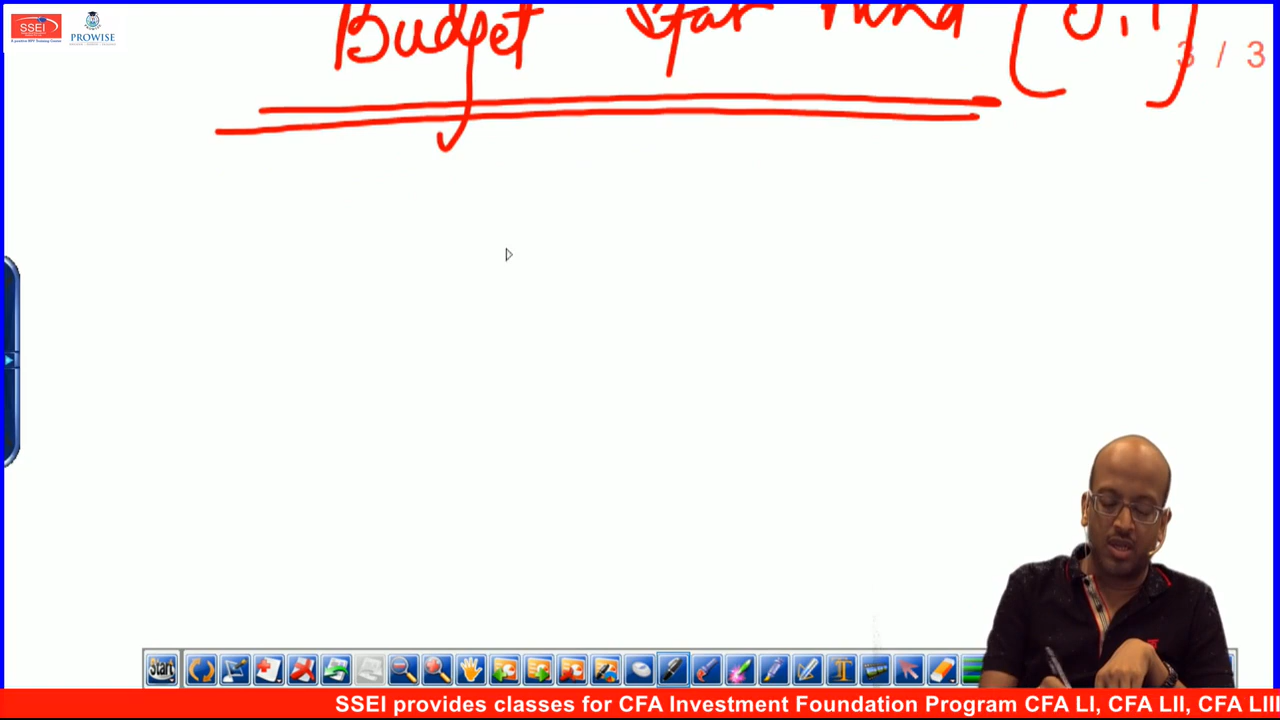 SSEI
PROWISE
Budget
3 / 3
Start
T
SSEI provides classes for CFA Investment Foundation Program CFA LI, CFA LII, CFA LIII